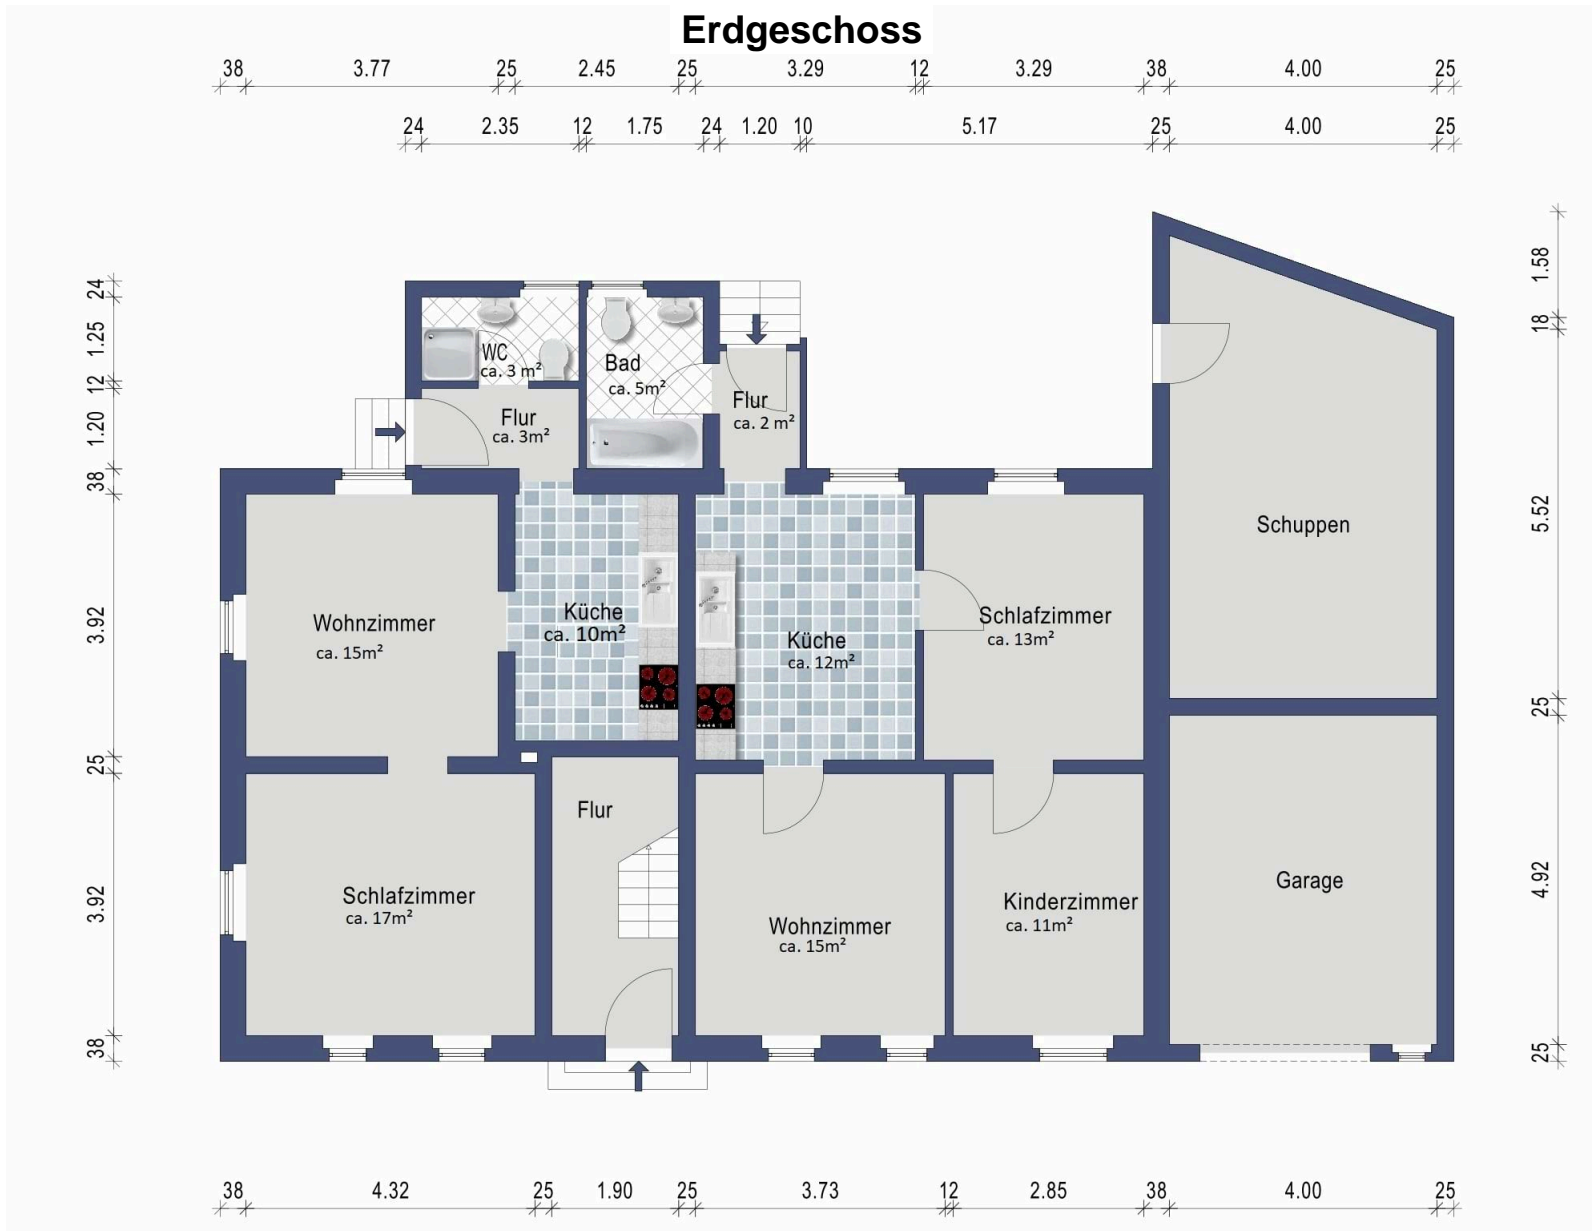 Erdgeschoss
38 3.77 25 2.45 25 3.29 12 3.29 38 4.00 25
24 2.35 12 1.75 24 1.20 10 5.17 25 4.00 25
24
1.25
12
1.20
38
3.92
25
3.92
38
1.58
18
5.52
25
4.92
25
WC
ca. 3 m²
Bad
ca. 5m²
Flur
ca. 3m²
Flur
ca. 2 m²
Schuppen
Wohnzimmer
ca. 15m²
Küche
ca. 10m²
Küche
ca. 12m²
Schlafzimmer
ca. 13m²
Flur
Schlafzimmer
ca. 17m²
Wohnzimmer
ca. 15m²
Kinderzimmer
ca. 11m²
Garage
38 4.32 25 1.90 25 3.73 12 2.85 38 4.00 25